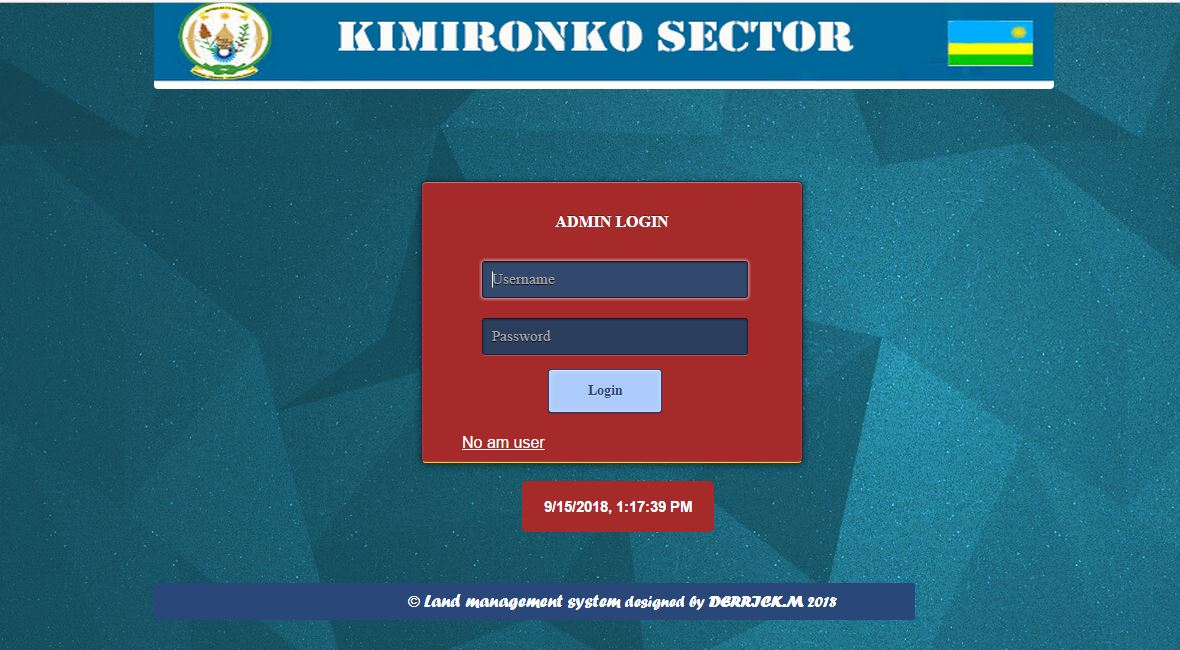 KIMIRONKO SECTOR
ADMIN LOGIN
Username
Password
Login
No am user
9/15/2018, 1:17:39 PM
© Land management system designed by DERRICK.M 2018